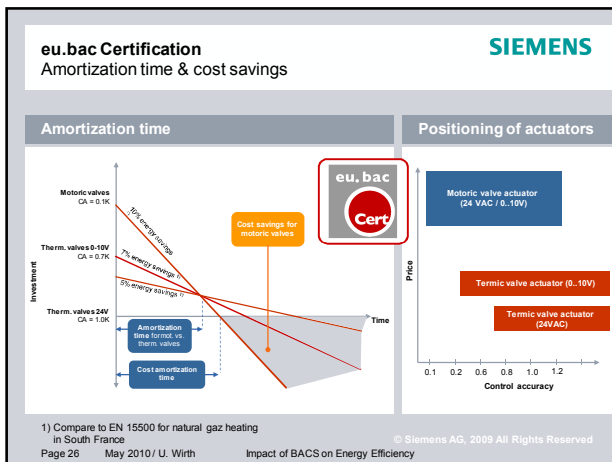 eu.bac Certification
Amortization time & cost savings
SIEMENS
Amortization time
Positioning of actuators
Motoric valves
CA = 0.1K
Therm. valves 0-10V
CA = 0.7K
Therm. valves 24V
CA = 1.0K
Investment
10% energy savings
7% energy savings 1)
5% energy savings 1)
Cost savings for
motoric valves
Time
Amortization
time for mot. vs.
therm. valves
Cost amortization
time
eu.bac
Cert
Price
Motoric valve actuator
(24 VAC / 0..10V)
Termic valve actuator (0..10V)
Termic valve actuator
(24VAC)
0.1 0.2 0.6 0.8 1.0 1.2
Control accuracy
1) Compare to EN 15500 for natural gaz heating
in South France
© Siemens AG, 2009 All Rights Reserved
Page 26 May 2010 / U. Wirth Impact of BACS on Energy Efficiency